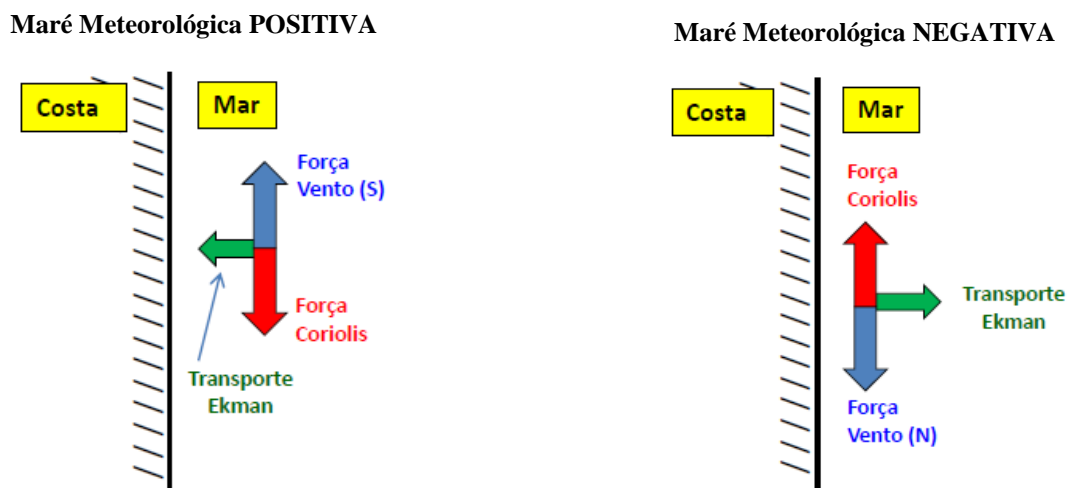 Maré Meteorológica POSITIVA
Costa
Mar
Força
Vento (S)
Força
Coriolis
Transporte
Ekman
Maré Meteorológica NEGATIVA
Costa
Mar
Força
Coriolis
Transporte
Ekman
Força
Vento (N)